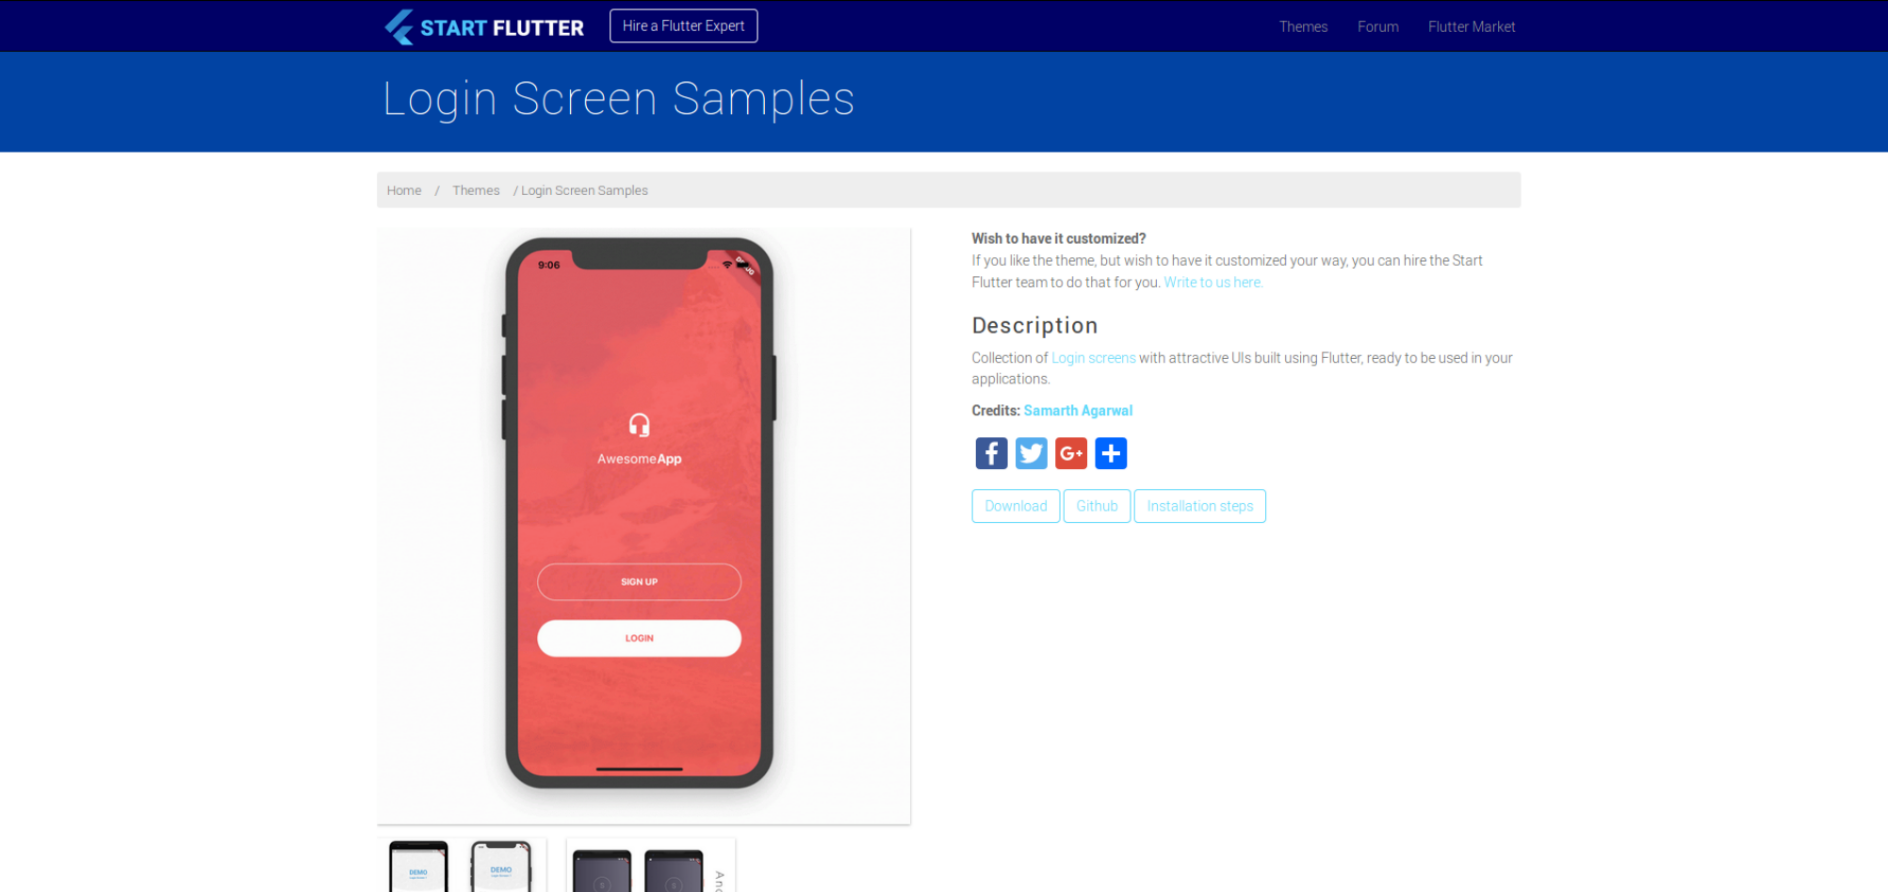 START FLUTTER
Hire a Flutter Expert
Themes
Forum
Flutter Market
Login Screen Samples
Home / Themes / Login Screen Samples
9:06
AwesomeApp
SIGN UP
LOGIN
Wish to have it customized?
If you like the theme, but wish to have it customized your way, you can hire the Start
Flutter team to do that for you. Write to us here.
Description
Collection of Login screens with attractive UIs built using Flutter, ready to be used in your
applications.
Credits: Samarth Agarwal
G+
Download
Github
Installation steps
DEMO
DEMO